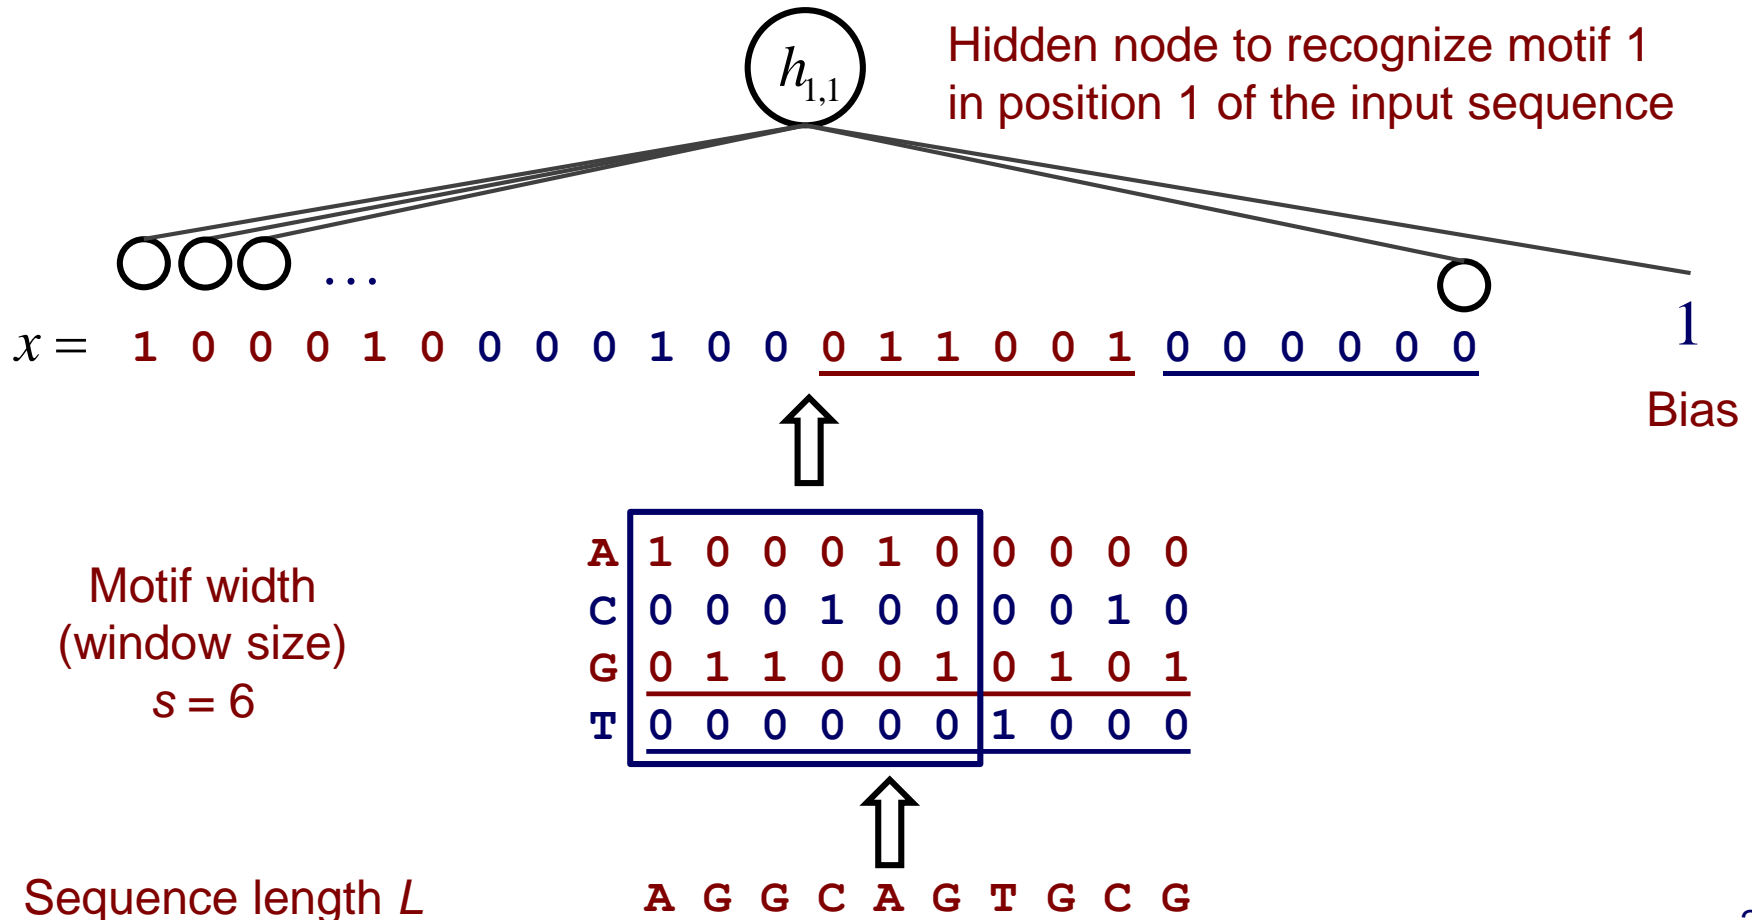 h1,1
Hidden node to recognize motif 1
in position 1 of the input sequence
...
x = 1 0 0 0 1 0 0 0 0 1 0 0 0 1 1 0 0 1 0 0 0 0 0 0 1
Bias
Motif width
(window size)
s = 6
A 1 0 0 0 1 0 0 0 0 0
C 0 0 0 1 0 0 0 0 1 0
G 0 1 1 0 0 1 0 1 0 1
T 0 0 0 0 0 0 1 0 0 0
Sequence length L
A G G C A G T G C G